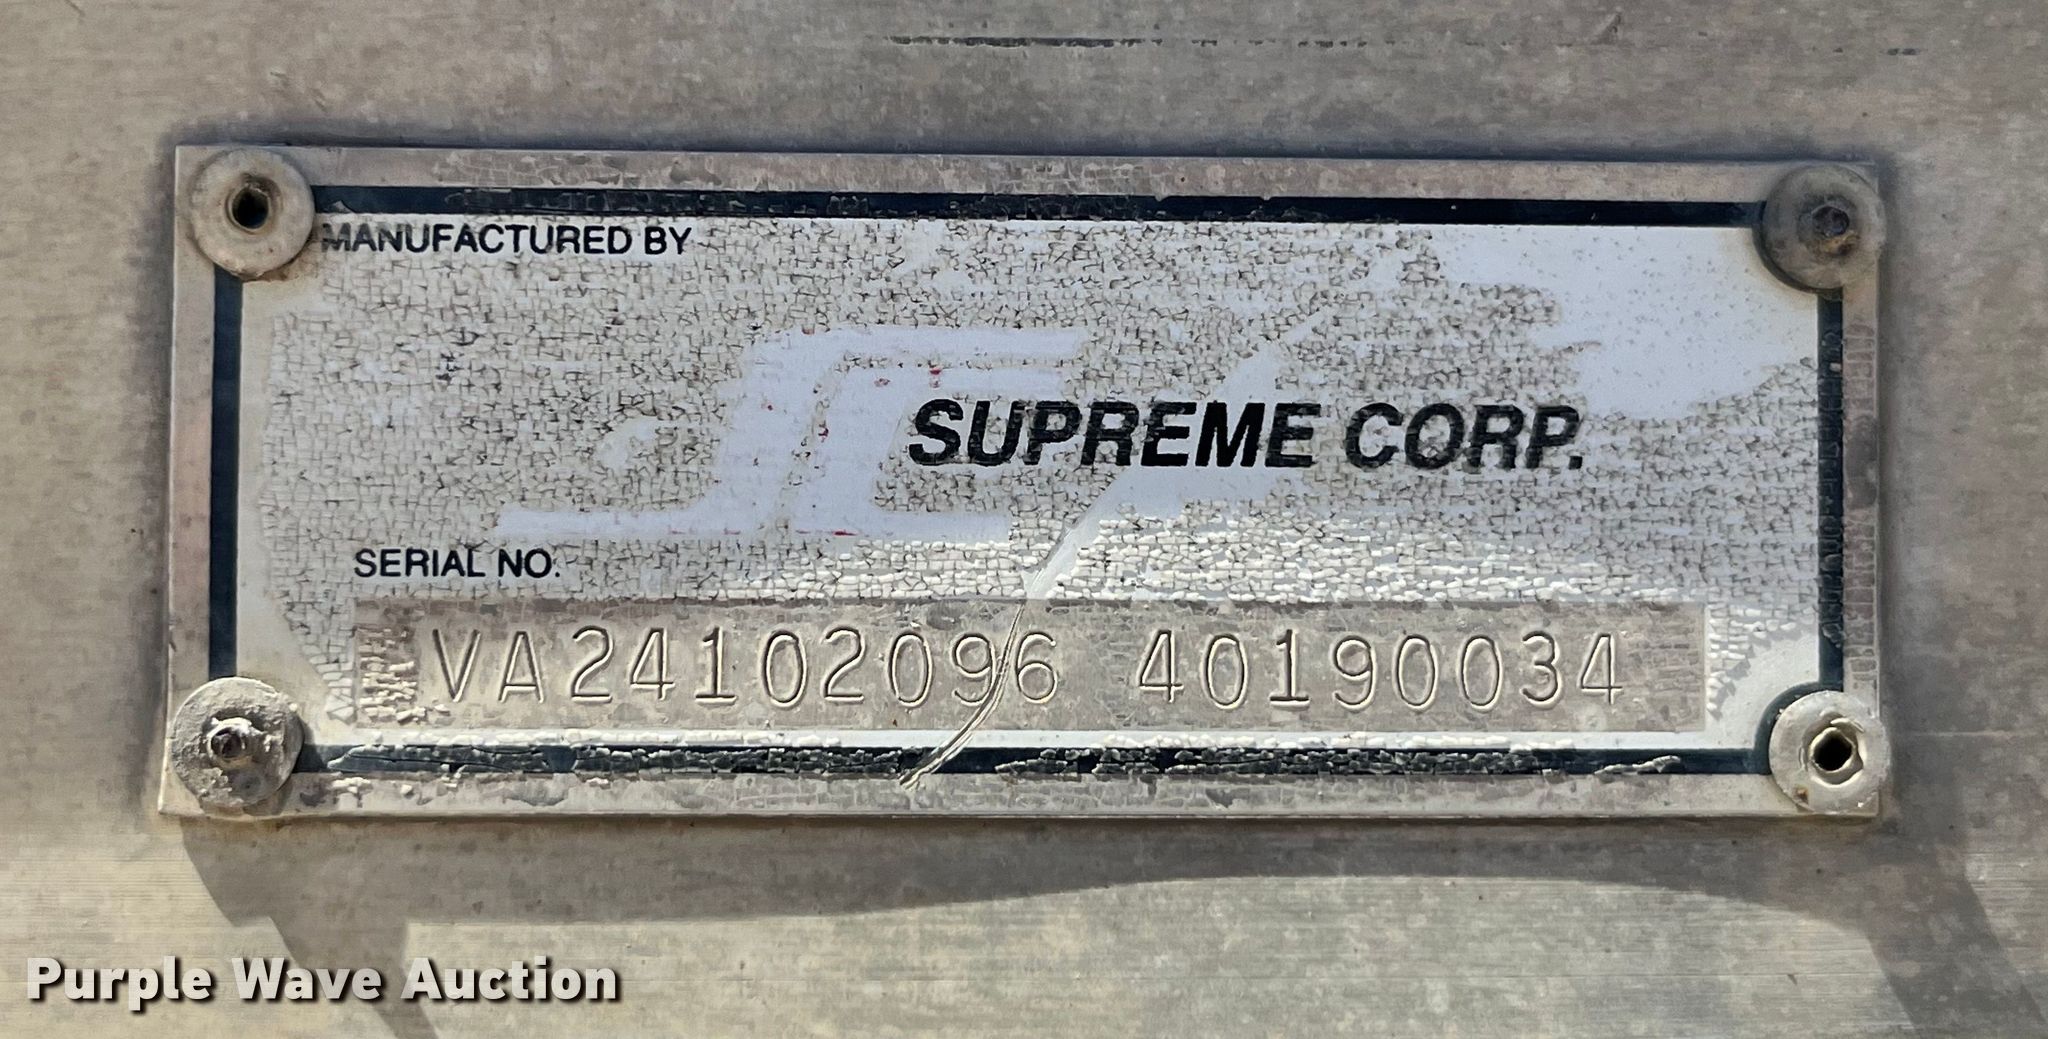 MANUFACTURED BY
SUPREME CORP.
SERIAL NO.
VA24102096 40190034
Purple Wave Auction